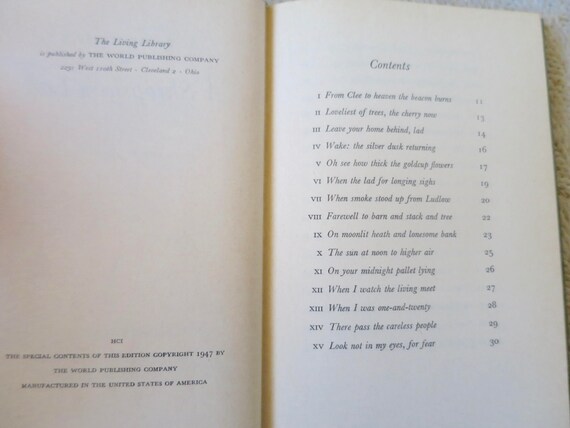 The Living Library
is published by THE WORLD PUBLISHING COMPANY
2231 West 110th Street · Cleveland 2 · Ohio
HCI
THE SPECIAL CONTENTS OF THIS EDITION COPYRIGHT 1947 BY
THE WORLD PUBLISHING COMPANY
MANUFACTURED IN THE UNITED STATES OF AMERICA
Contents
I From Clee to heaven the beacon burns 11
II Loveliest of trees, the cherry now 13
III Leave your home behind, lad 14
IV Wake: the silver dusk returning 16
V Oh see how thick the goldcup flowers 17
VI When the lad for longing sighs 19
VII When smoke stood up from Ludlow 20
VIII Farewell to barn and stack and tree 22
IX On moonlit heath and lonesome bank 23
X The sun at noon to higher air 25
XI On your midnight pallet lying 26
XII When I watch the living meet 27
XIII When I was one-and-twenty 28
XIV There pass the careless people 29
XV Look not in my eyes, for fear 30